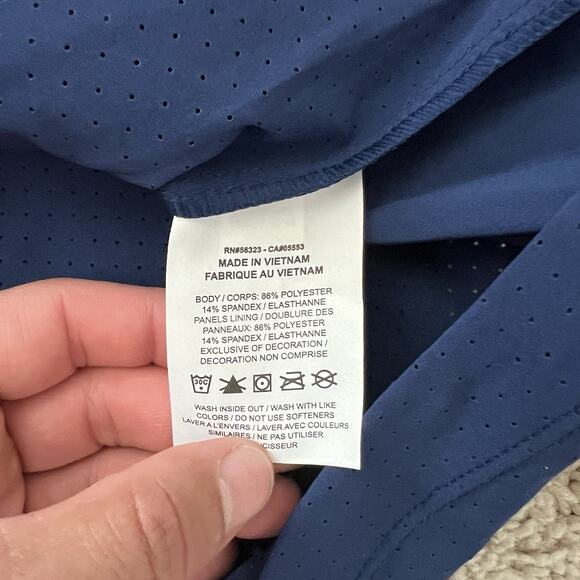 RN#56323 - CA#05553
MADE IN VIETNAM
FABRIQUE AU VIETNAM
BODY / CORPS: 86% POLYESTER
14% SPANDEX / ELASTHANNE
PANELS LINING / DOUBLURE DES
PANNEAUX: 86% POLYESTER
14% SPANDEX / ELASTHANNE
EXCLUSIVE OF DECORATION /
DECORATION NON COMPRISE
30C
WASH INSIDE OUT / WASH WITH LIKE
COLORS / DO NOT USE SOFTENERS
LAVER A L'ENVERS / LAVER AVEC COULEURS
SIMILAIRES / NE PAS UTILISER